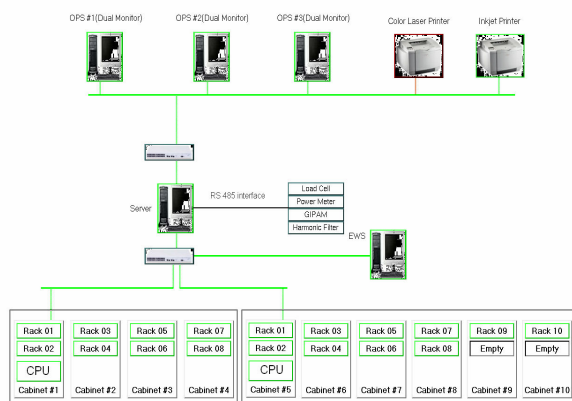 OPS #1(Dual Monitor)
OPS #2(Dual Monitor)
OPS #3(Dual Monitor)
Color Laser Printer
Inkjet Printer
Server
RS 485 interface
Load Cell
Power Meter
GIPAM
Harmonic Filter
EWS
Rack 01
Rack 03
Rack 05
Rack 07
Rack 02
Rack 04
Rack 06
Rack 08
CPU
Cabinet #1
Cabinet #2
Cabinet #3
Cabinet #4
Rack 01
Rack 03
Rack 05
Rack 07
Rack 09
Rack 10
Rack 02
Rack 04
Rack 06
Rack 08
Empty
Empty
CPU
Cabinet #5
Cabinet #6
Cabinet #7
Cabinet #8
Cabinet #9
Cabinet #10